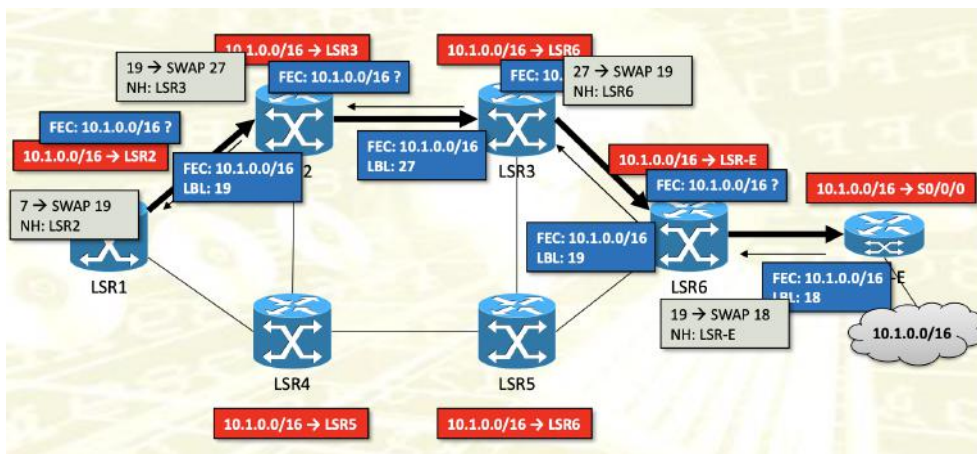 10.1.0.0/16 → LSR3
10.1.0.0/16 → LSR6
19 → SWAP 27
NH: LSR3
FEC: 10.1.0.0/16 ?
FEC: 10.
27 → SWAP 19
NH: LSR6
FEC: 10.1.0.0/16 ?
10.1.0.0/16 → LSR2
FEC: 10.1.0.0/16
LBL: 19
2
FEC: 10.1.0.0/16
LBL: 27
LSR3
10.1.0.0/16 → LSR-E
FEC: 10.1.0.0/16 ?
10.1.0.0/16 → S0/0/0
7 → SWAP 19
NH: LSR2
LSR1
FEC: 10.1.0.0/16
LBL: 19
LSR6
FEC: 10.1.0.0/16
LBL: 18
-E
19 → SWAP 18
NH: LSR-E
10.1.0.0/16
LSR4
LSR5
10.1.0.0/16 → LSR5
10.1.0.0/16 → LSR6